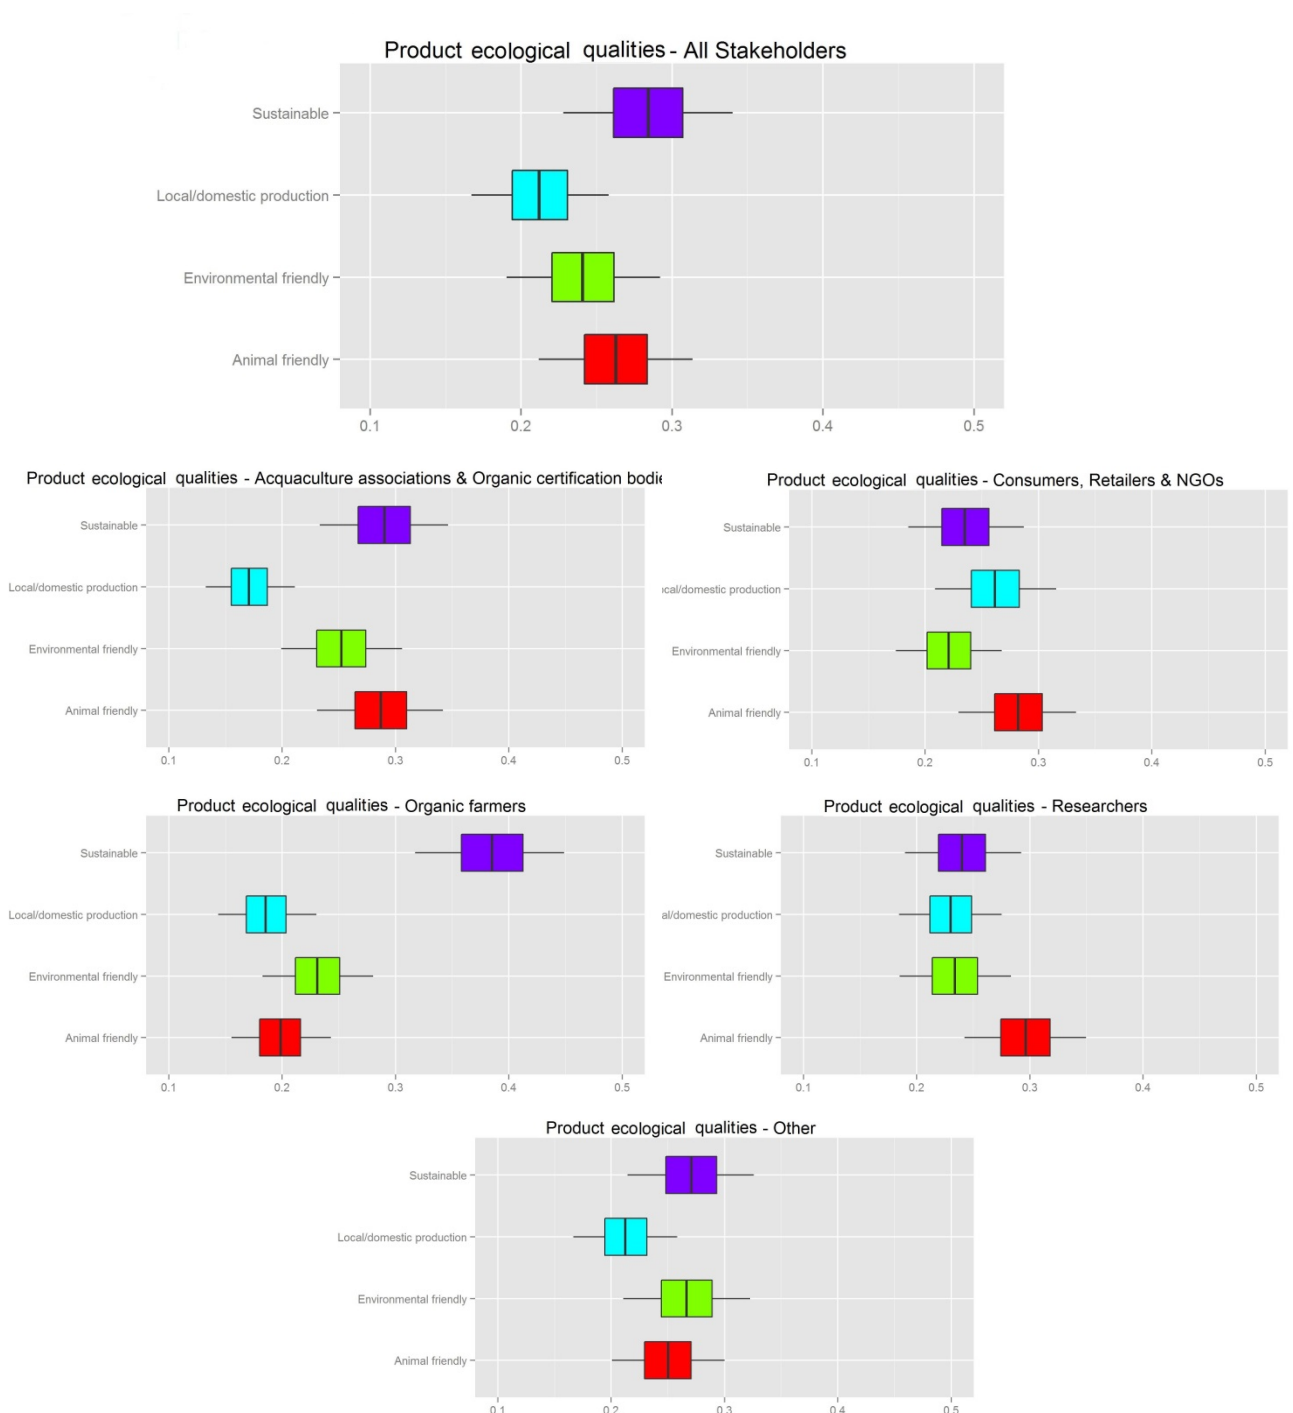 Product ecological qualities - All Stakeholders
Sustainable
Local/domestic production
Environmental friendly
Animal friendly
0.1 0.2 0.3 0.4 0.5
Product ecological qualities - Acquaculture associations & Organic certification bodie
Sustainable
Local/domestic production
Environmental friendly
Animal friendly
0.1 0.2 0.3 0.4 0.5
Product ecological qualities - Consumers, Retailers & NGOs
Sustainable
cal/domestic production
Environmental friendly
Animal friendly
0.1 0.2 0.3 0.4 0.5
Product ecological qualities - Organic farmers
Sustainable
Local/domestic production
Environmental friendly
Animal friendly
0.1 0.2 0.3 0.4 0.5
Product ecological qualities - Researchers
Sustainable
al/domestic production
Environmental friendly
Animal friendly
0.1 0.2 0.3 0.4 0.5
Product ecological qualities - Other
Sustainable
Local/domestic production
Environmental friendly
Animal friendly
0.1 0.2 0.3 0.4 0.5